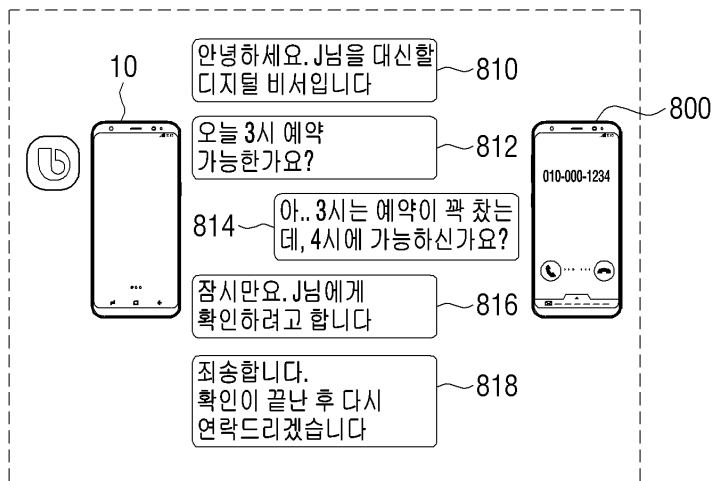 안녕하세요. J님을 대신할
디지털 비서입니다
810
10
800
오늘 3시 예약
가능한가요?
812
010-000-1234
814
아.. 3시는 예약이 꽉 찼는
데, 4시에 가능하신가요?
잠시만요. J님에게
확인하려고 합니다
816
죄송합니다.
확인이 끝난 후 다시
연락드리겠습니다
818